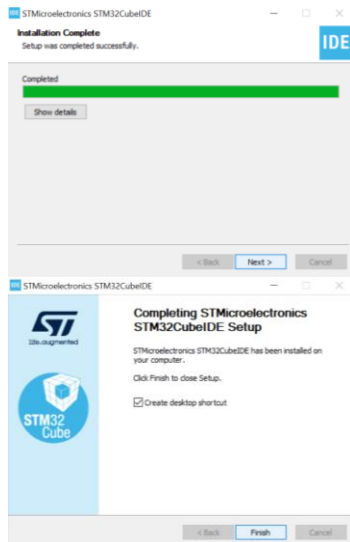 IDE STMicroelectronics STM32CubeIDE
Installation Complete
Setup was completed successfully.
IDE
Completed
Show details
< Back Next > Cancel
IDE STMicroelectronics STM32CubeIDE
life.augmented
STM32
Cube
Completing STMicroelectronics
STM32CubeIDE Setup
STMicroelectronics STM32CubeIDE has been installed on
your computer.
Click Finish to close Setup.
Create desktop shortcut
< Back Finish Cancel